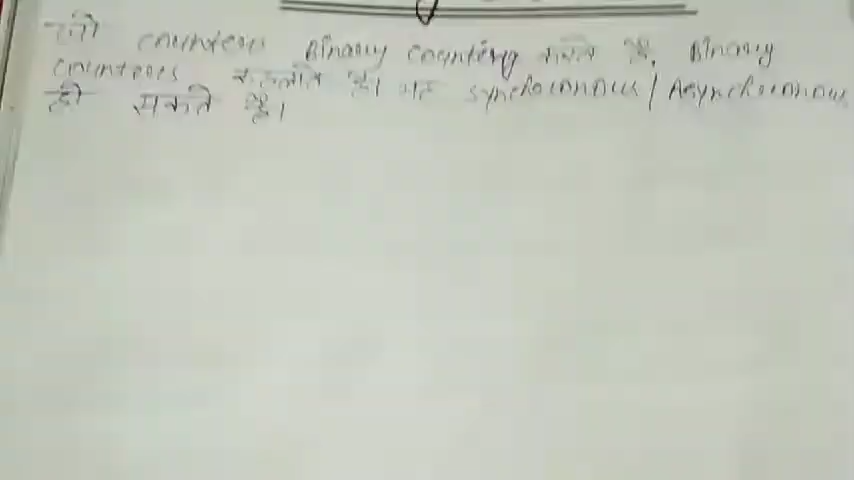 जो counters Binary counting करते है, Binary
counters कहलाते है। यह synchronous / Asynchronous
हो सकते है।